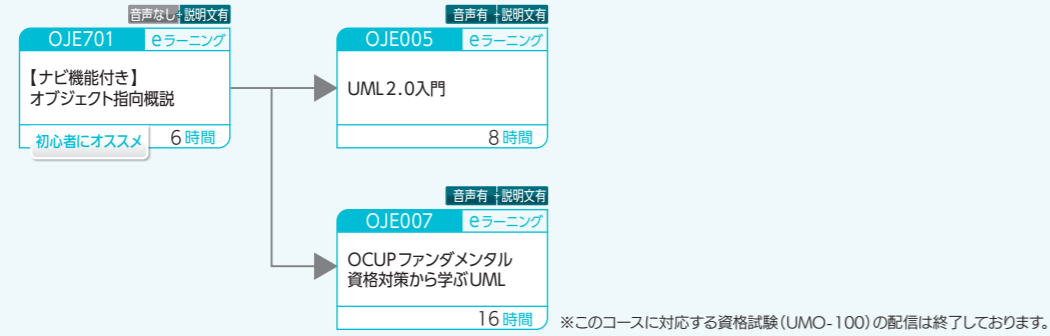 音声なし+説明文有
OJE701 eラーニング
【ナビ機能付き】
オブジェクト指向概説
初心者にオススメ 6時間
音声有+説明文有
OJE005 eラーニング
UML2.0入門
8時間
音声有+説明文有
OJE007 eラーニング
OCUPファンダメンタル
資格対策から学ぶUML
16時間
※このコースに対応する資格試験(UMO-100)の配信は終了しております。